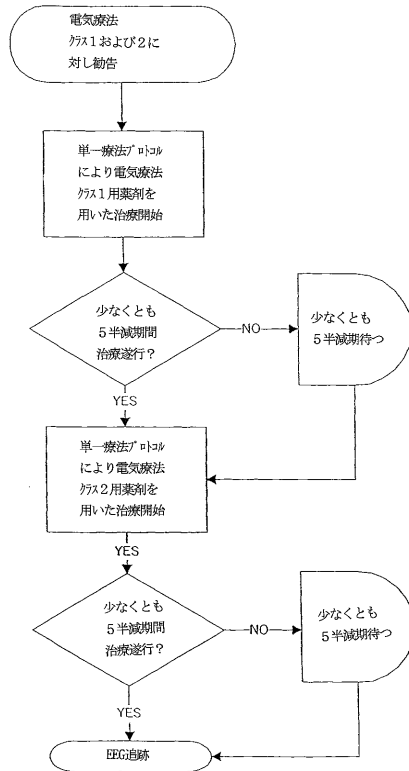 電気療法
クラス1および2に
対し勧告
単一療法プロトコル
により電気療法
クラス1用薬剤を
用いた治療開始
少なくとも
5半減期間
治療遂行？
NO
少なくとも
5半減期待つ
YES
単一療法プロトコル
により電気療法
クラス2用薬剤を
用いた治療開始
YES
少なくとも
5半減期間
治療遂行？
NO
少なくとも
5半減期待つ
YES
EEG追跡